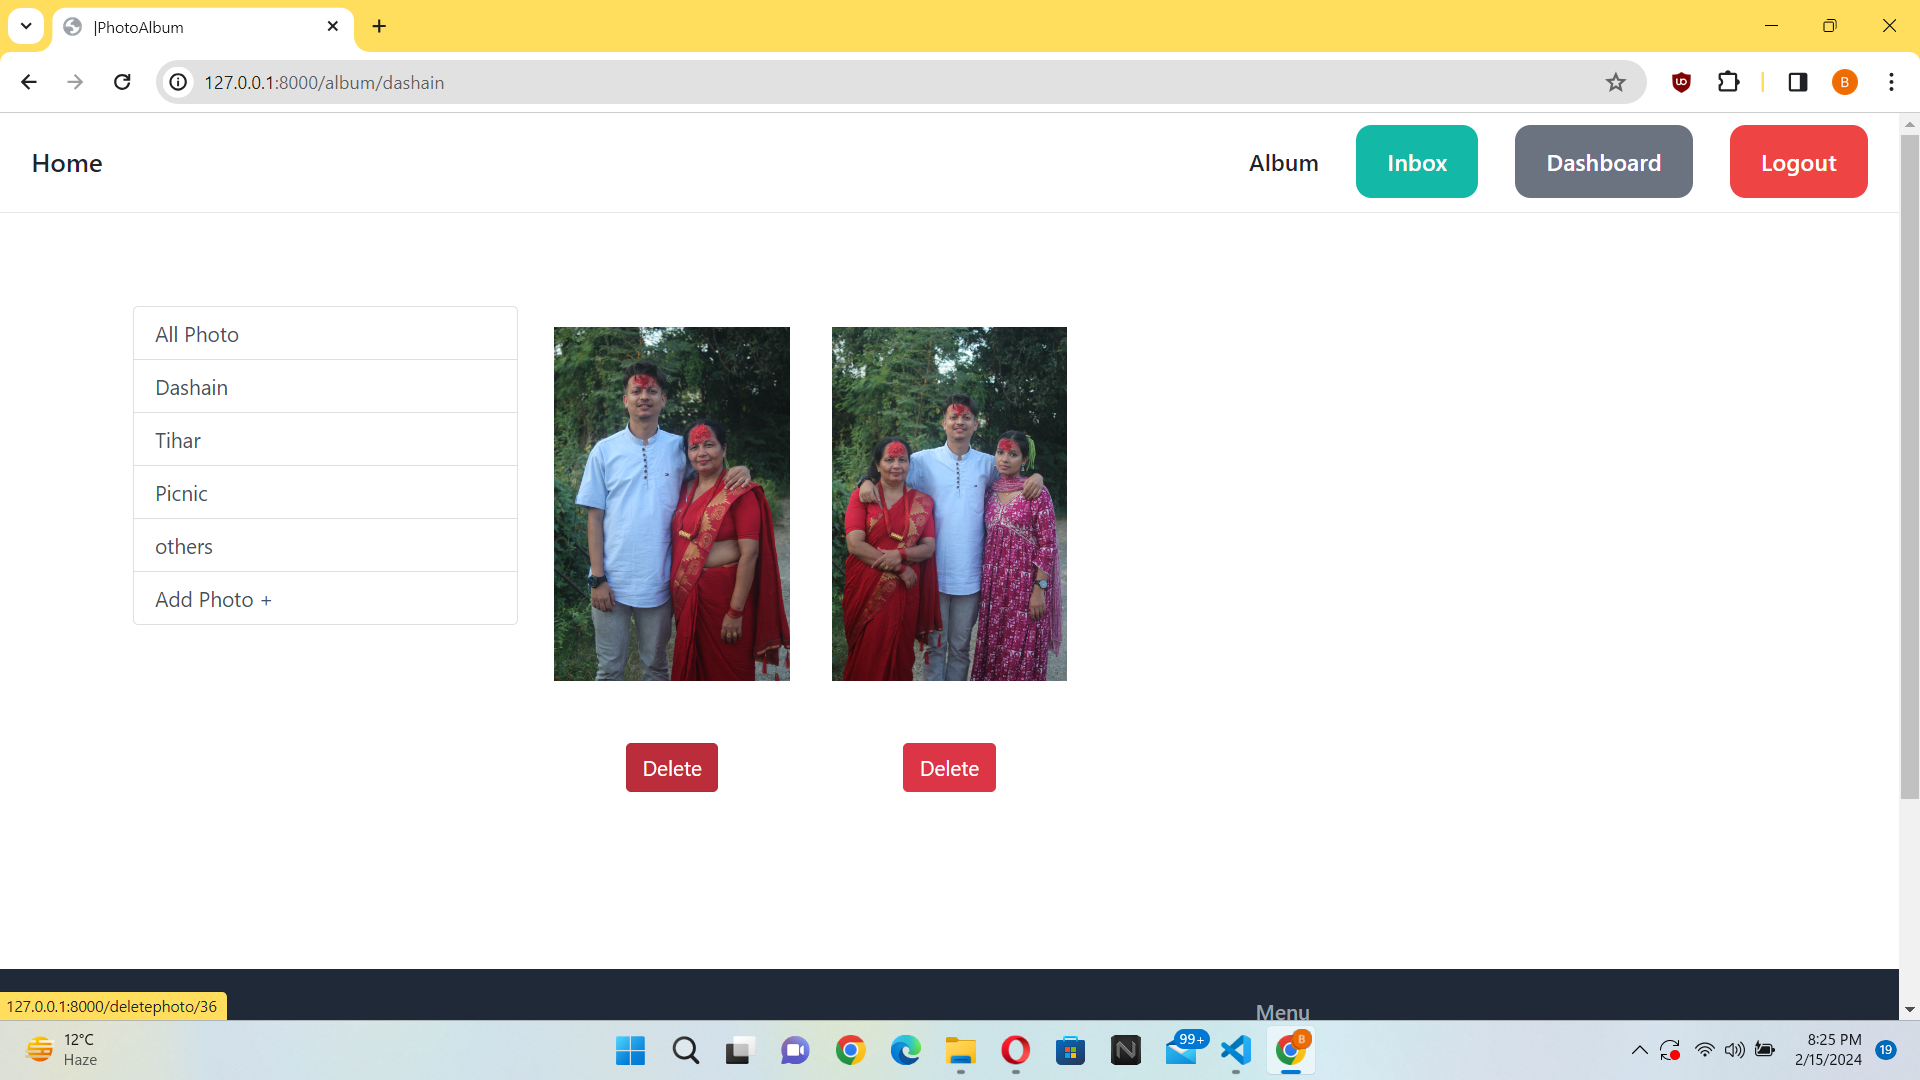 |PhotoAlbum
127.0.0.1:8000/album/dashain
B
Home
Album
Inbox
Dashboard
Logout
All Photo
Dashain
Tihar
Picnic
others
Add Photo +
Delete
Delete
Menu
127.0.0.1:8000/deletephoto/36
12°C
Haze
99+
B
8:25 PM
2/15/2024
19